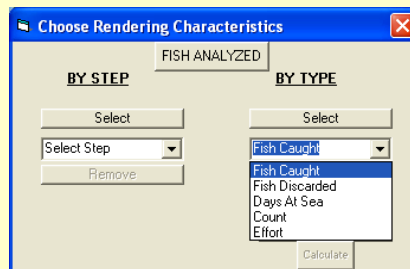 Choose Rendering Characteristics
FISH ANALYZED
BY STEP
BY TYPE
Select
Select
Select Step
Fish Caught
Remove
Fish Caught
Fish Discarded
Days At Sea
Count
Effort
Calculate